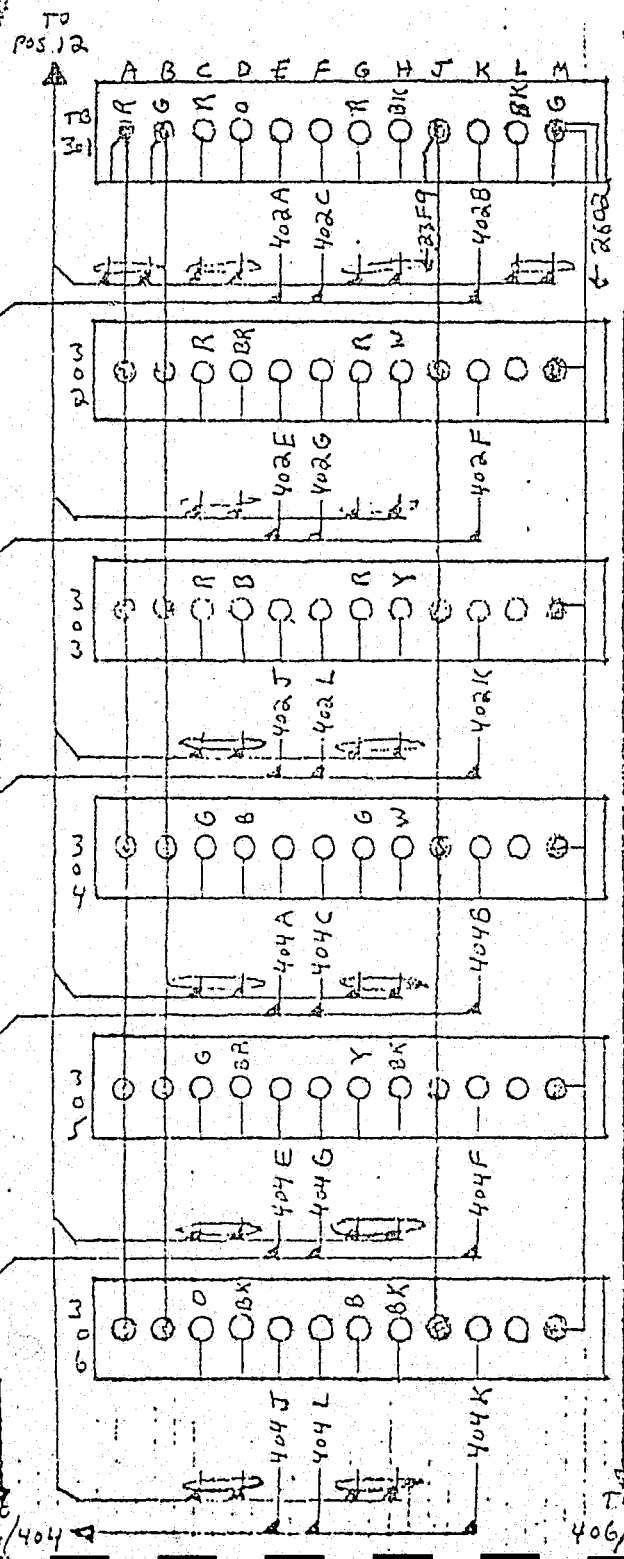 TO
POS. 12
A B C D E F G H J K L M
TB
301
R G R O R BK BK G
402A 402C 23F9 402B
2602
302
R BR R W
402E 402G 402F
303
R B R Y
402J 402L 402K
304
G B G W
404A 404C 404B
305
G BR Y BK
404E 404G 404F
306
O BK B BK
404J 404L 404K
/404
406/